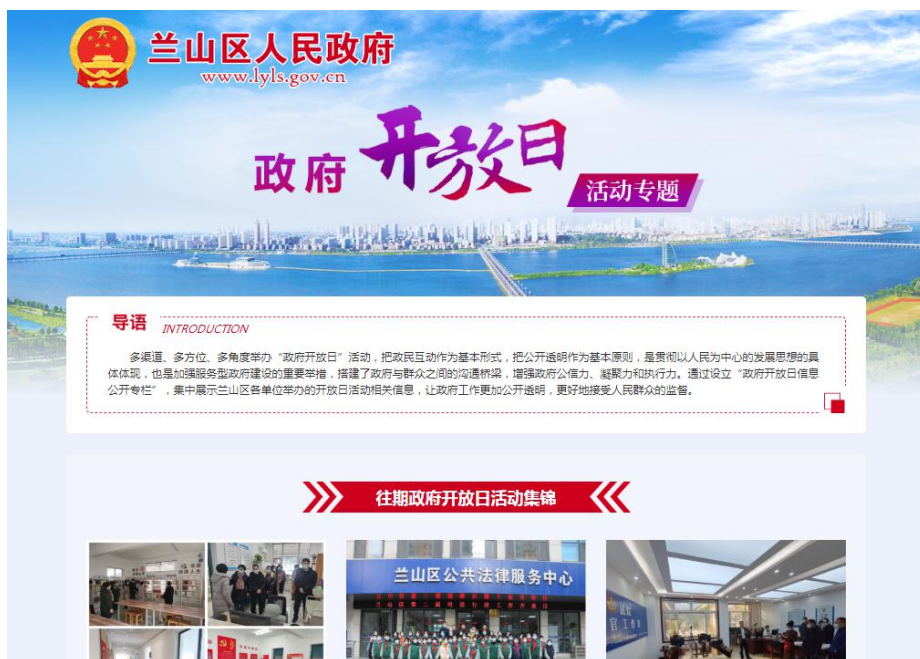 兰山区人民政府
www.lyls.gov.cn
政府开放日
活动专题
导语 INTRODUCTION
多渠道、多方位、多角度举办“政府开放日”活动，把政民互动作为基本形式，把公开透明作为基本原则，是贯彻以人民为中心的发展思想的具
体体现，也是加强服务型政府建设的重要举措，搭建了政府与群众之间的沟通桥梁，增强政府公信力、凝聚力和执行力。通过设立“政府开放日信息
公开专栏”，集中展示兰山区各单位举办的开放日活动相关信息，让政府工作更加公开透明，更好地接受人民群众的监督。
往期政府开放日活动集锦
兰山区公共法律服务中心